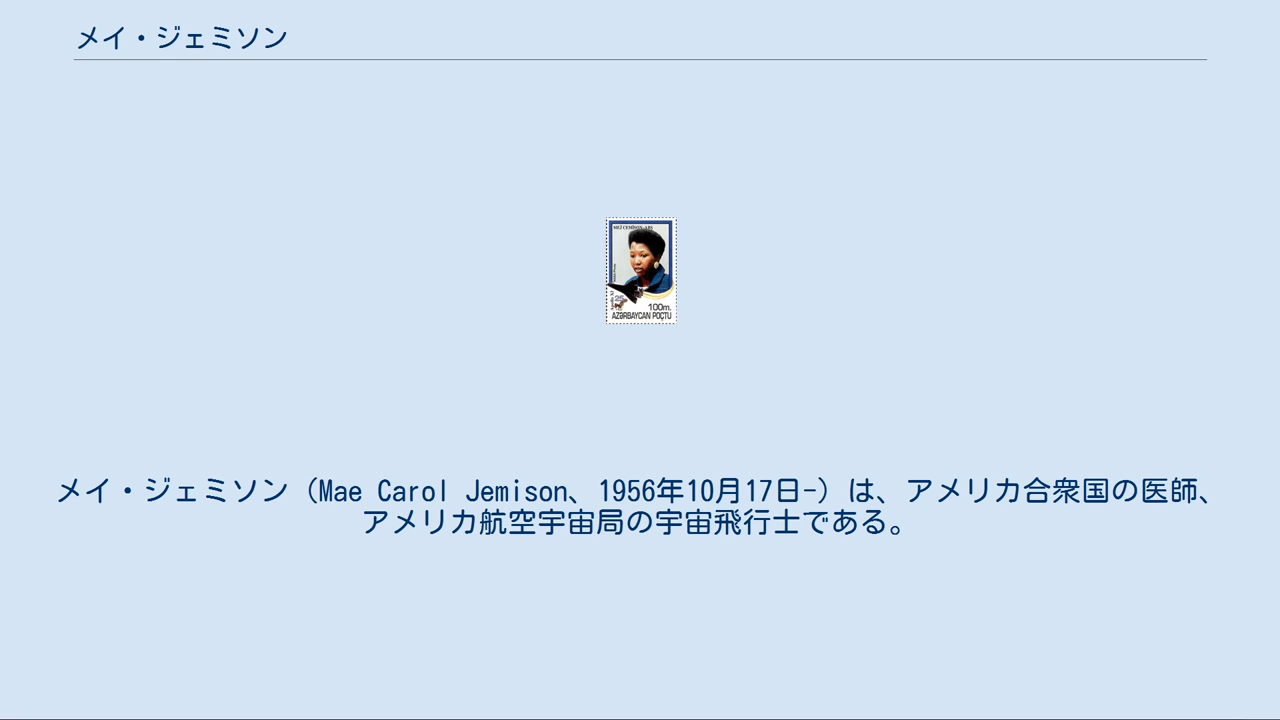 メイ・ジェミソン
100m.
AZƏRBAYCAN POÇTU
メイ・ジェミソン（Mae Carol Jemison、1956年10月17日-）は、アメリカ合衆国の医師、
アメリカ航空宇宙局の宇宙飛行士である。